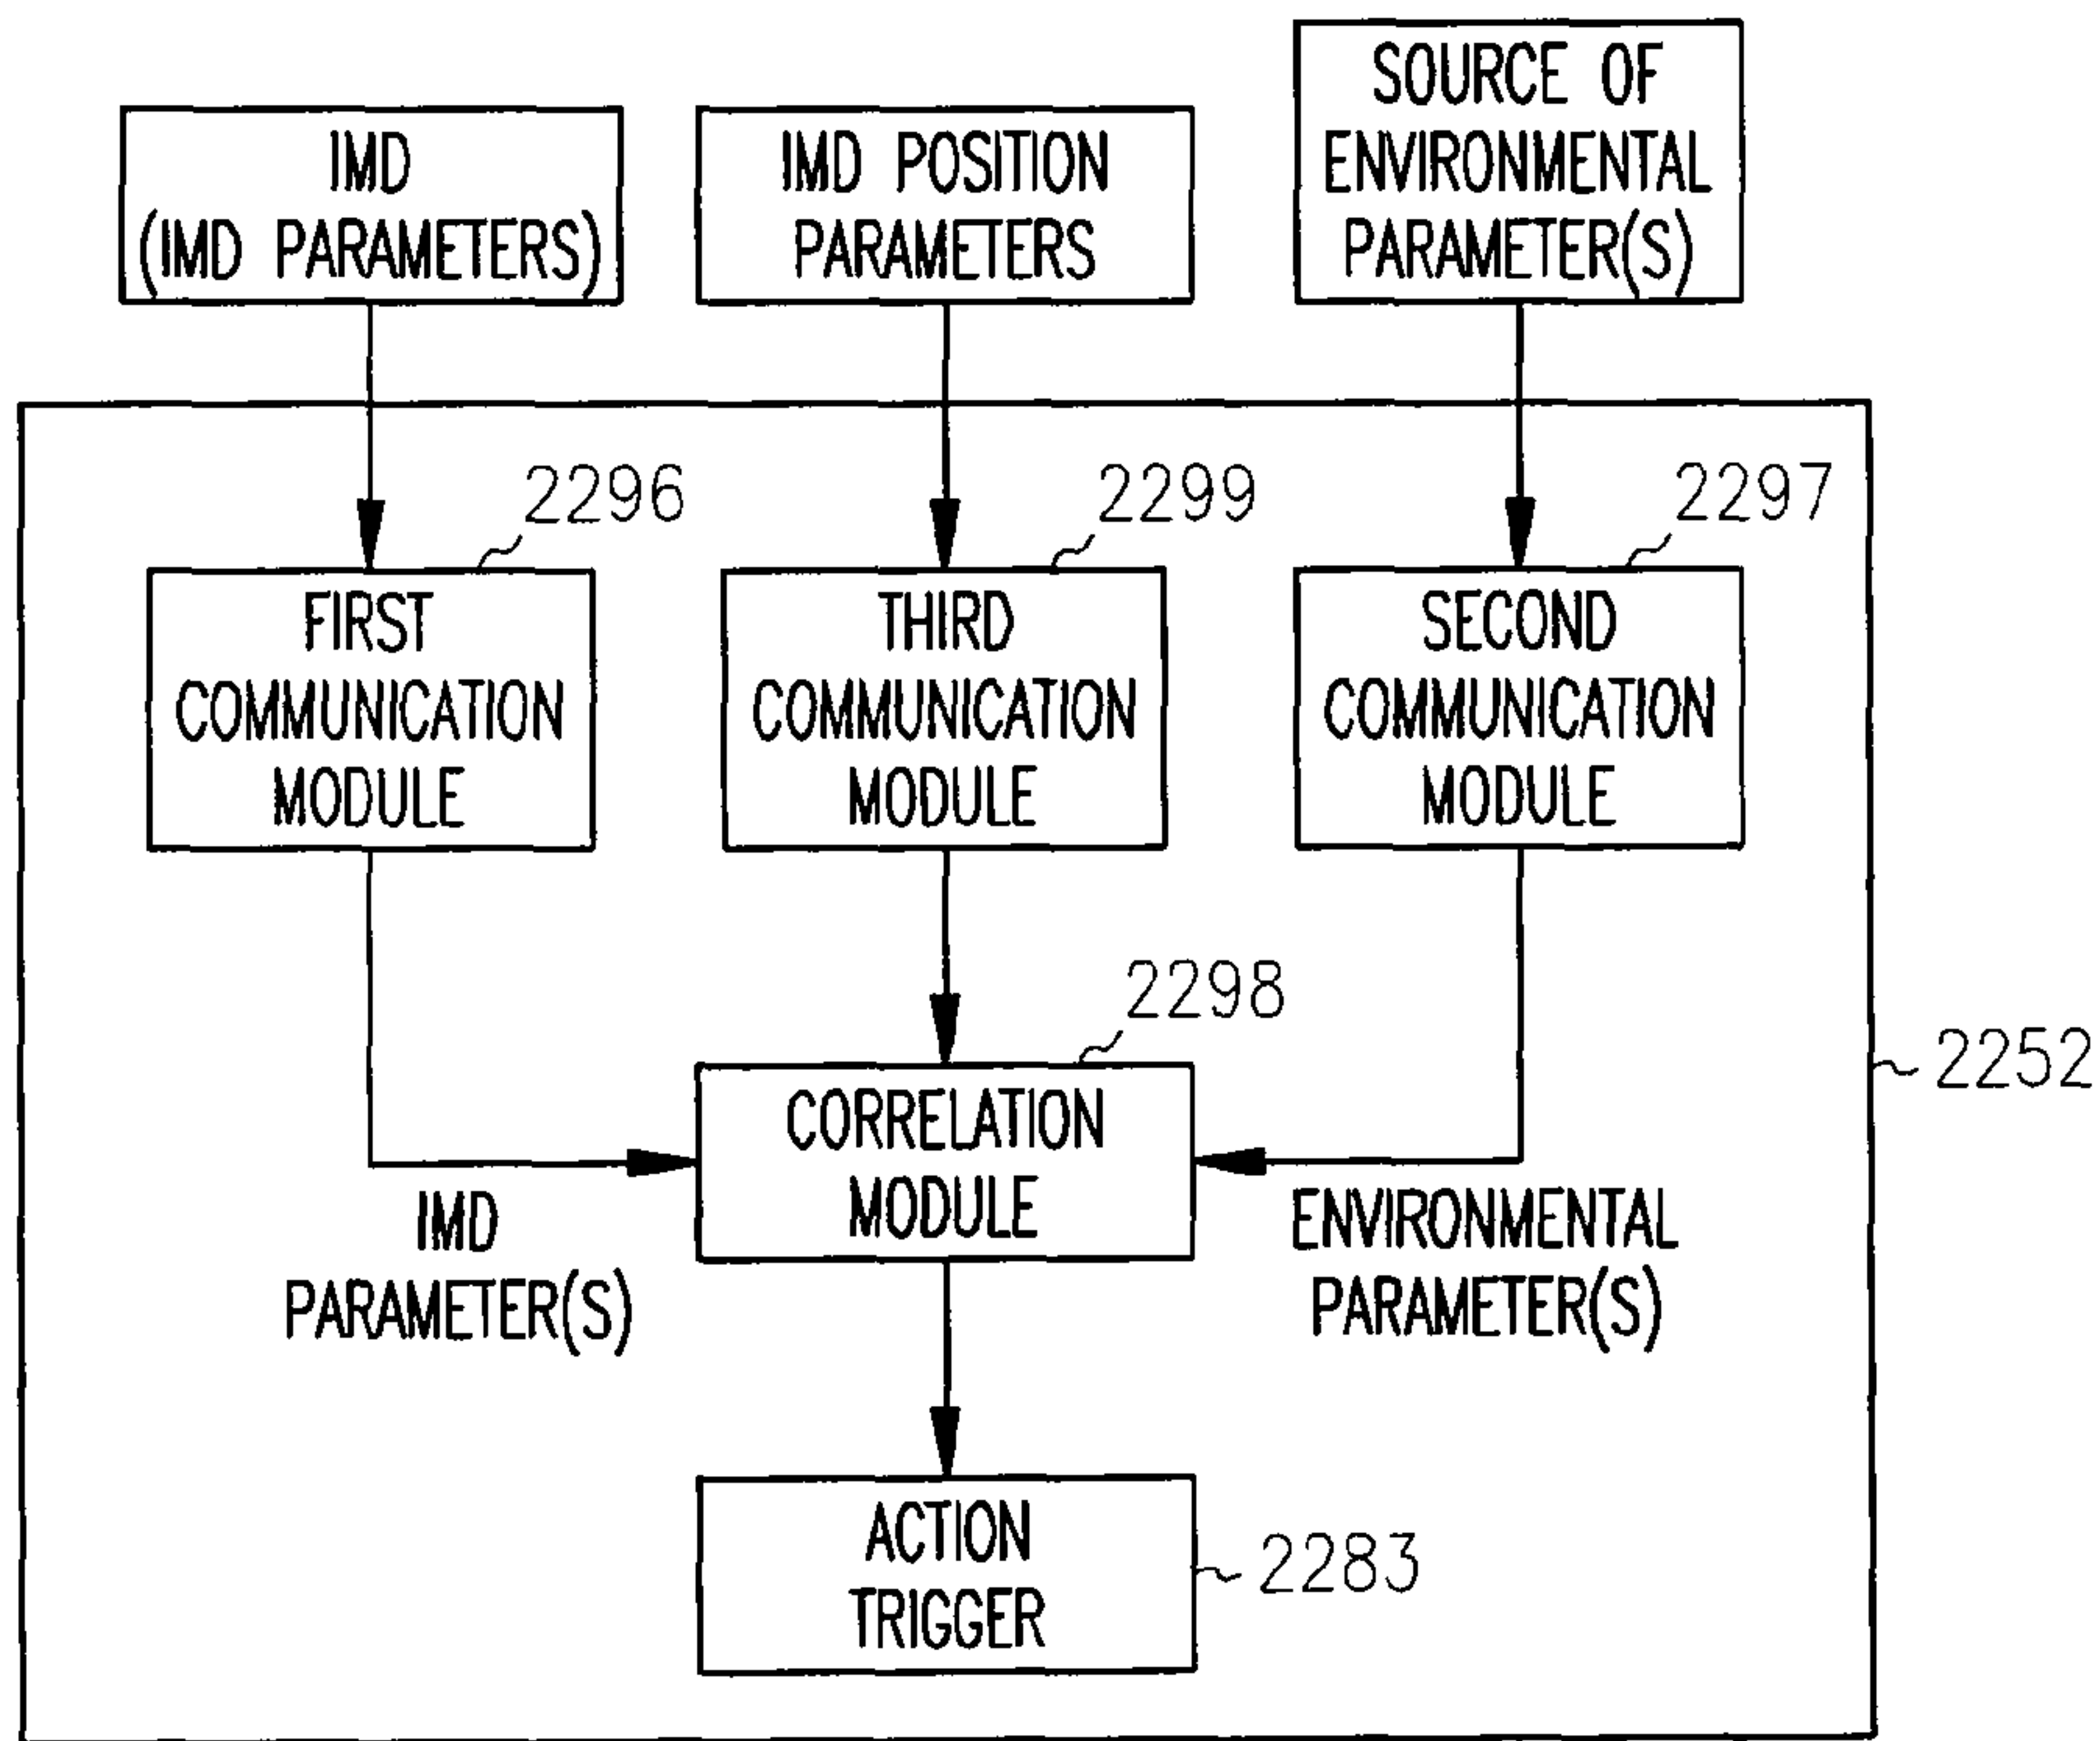 IMD
(IMD PARAMETERS)
IMD POSITION
PARAMETERS
SOURCE OF
ENVIRONMENTAL
PARAMETER(S)
2296
FIRST
COMMUNICATION
MODULE
2299
THIRD
COMMUNICATION
MODULE
2297
SECOND
COMMUNICATION
MODULE
2298
CORRELATION
MODULE
2252
IMD
PARAMETER(S)
ENVIRONMENTAL
PARAMETER(S)
ACTION
TRIGGER
2283